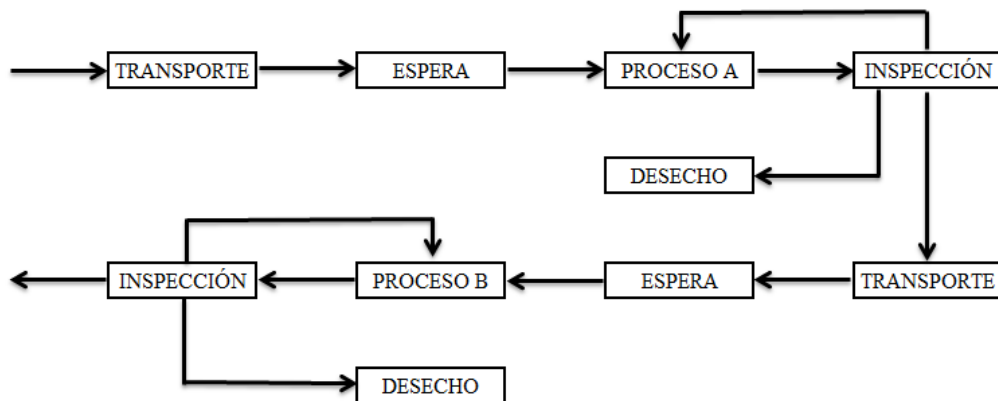 TRANSPORTE
ESPERA
PROCESO A
INSPECCIÓN
DESECHO
INSPECCIÓN
PROCESO B
ESPERA
TRANSPORTE
DESECHO